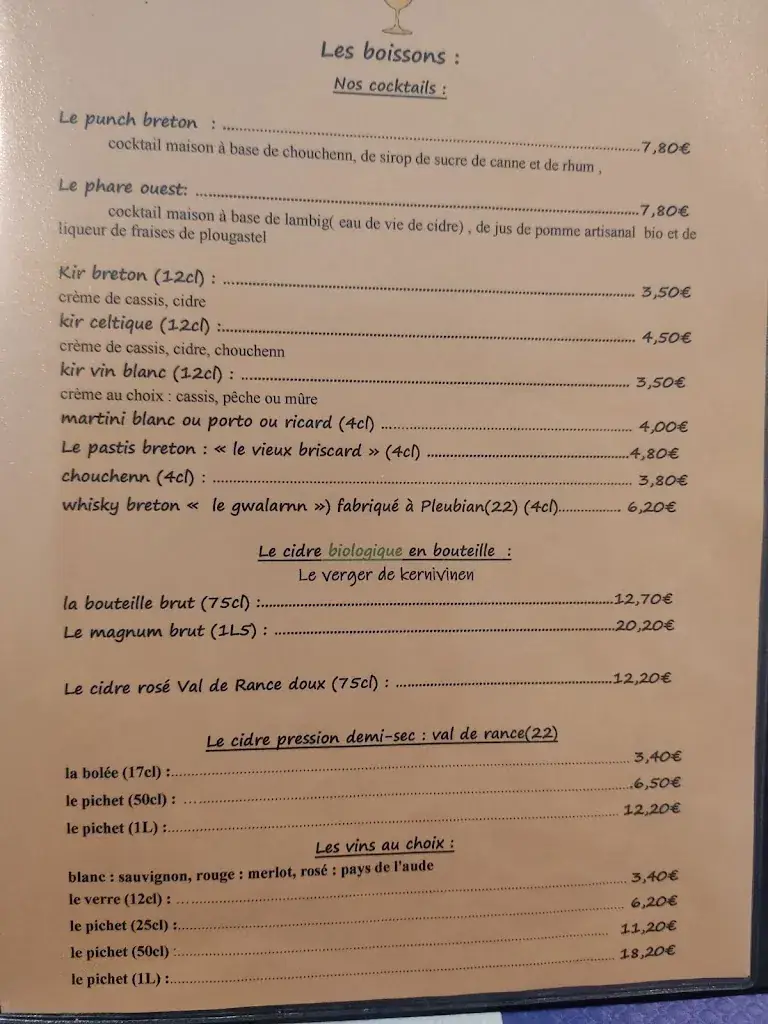 Les boissons :
Nos cocktails :
Le punch breton : ........ 7,80€
cocktail maison à base de chouchenn, de sirop de sucre de canne et de rhum ,
Le phare ouest: ........ 7,80€
cocktail maison à base de lambig( eau de vie de cidre) , de jus de pomme artisanal bio et de
liqueur de fraises de plougastel
Kir breton (12cl) : ........ 3,50€
crème de cassis, cidre
kir celtique (12cl) :........ 4,50€
crème de cassis, cidre, chouchenn
kir vin blanc (12cl) : ........ 3,50€
crème au choix : cassis, pêche ou mûre
martini blanc ou porto ou ricard (4cl) ........ 4,00€
Le pastis breton : « le vieux briscard » (4cl) ........4,80€
chouchenn (4cl) : ........ 3,80€
whisky breton « le gwalarnn ») fabriqué à Pleubian(22) (4cl)........ 6,20€
Le cidre biologique en bouteille :
Le verger de kernivinen
la bouteille brut (75cl) :........12,70€
Le magnum brut (1L5) : ........20,20€
Le cidre rosé Val de Rance doux (75cl) : ........12,20€
Le cidre pression demi-sec : val de rance(22)
la bolée (17cl) :........ 3,40€
le pichet (50cl) : ........6,50€
le pichet (1L) :........ 12,20€
Les vins au choix :
blanc : sauvignon, rouge : merlot, rosé : pays de l'aude
le verre (12cl) : ........ 3,40€
le pichet (25cl) :........ 6,20€
le pichet (50cl) :........ 11,20€
le pichet (1L) :........ 18,20€